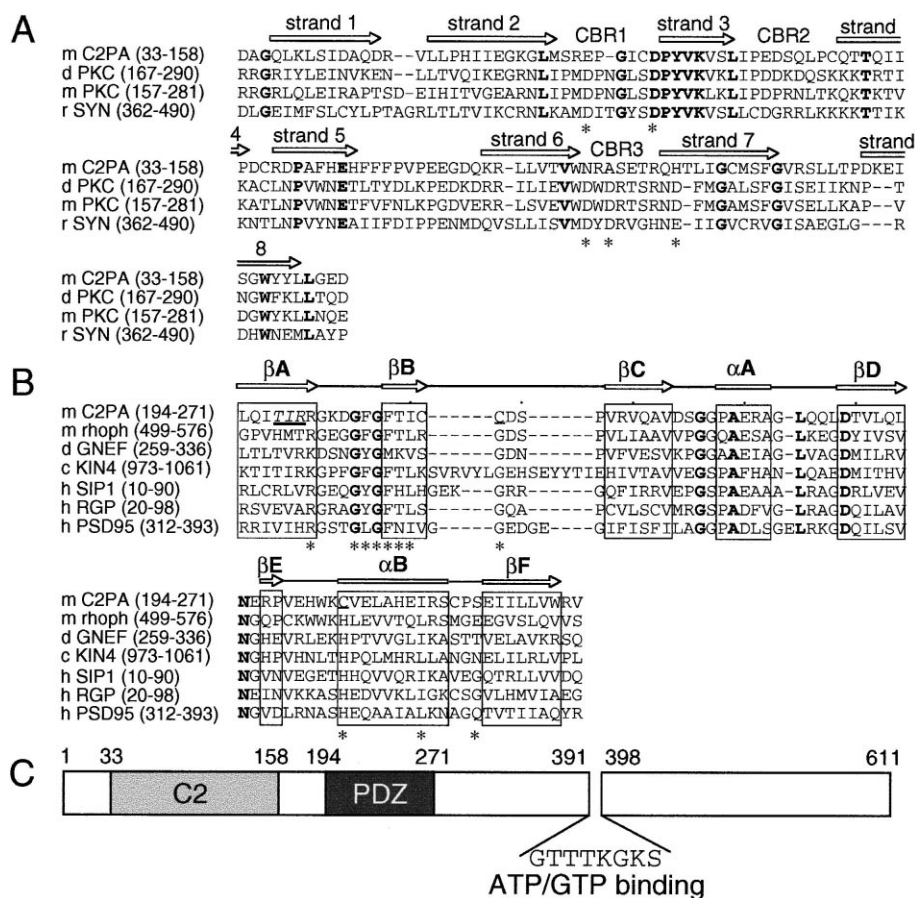 A
strand 1 strand 2 CBR1 strand 3 CBR2 strand
m C2PA (33-158) DAGQLKLSIDAQDR--VLLPHIIEGKGLMSREP-GICDPYVKVSLIPEDSQLPCQTTQII
d PKC (167-290) RRGRIYLEINVKEN--LLTVQIKEGRNLIPMDPNGLSDPYVKVKLIPDDKDQSKKKTRTI
m PKC (157-281) RRGRLQLEIRAPTSD-EIHITVGEARNLIPMDPNGLSDPYVKLKLIPDPRNLTKQKTKTV
r SYN (362-490) DLGEIMFSLCYLPTAGRLTLTVIKCRNLKAMDITGYSDPYVKVSLLCDGRRLKKKKTTIK
* *
4 strand 5 strand 6 CBR3 strand 7 strand
m C2PA (33-158) PDCRDPAFHEHFFFPVPEEGDQKR-LLVTVWNRASETRQHTLIGCMSFGVRSLLTPDKEI
d PKC (167-290) KACLNPVWNETLTYDLKPEDKDRR-ILIEVWDWDRTSRND-FMGALSFGISEIIKNP--T
m PKC (157-281) KATLNPVWNETFVFNLKPGDVERR-LSVEVWDWDRTSRND-FMGAMSFGVSELLKAP--V
r SYN (362-490) KNTLNPVYNEAIIFDIPPENMDQVSLLISVMDYDRVGHNE-IIGVCRVGISAEGLG---R
* * *
8
m C2PA (33-158) SGWYYLLGED
d PKC (167-290) NGWFKLLTQD
m PKC (157-281) DGWYKLLNQE
r SYN (362-490) DHWNEMLAYP
B
βA βB βC αA βD
m C2PA (194-271) LQITIRRGKDGFGFTIC------CDS------PVRVQAVDSGGPAERAG-LQQLDTVLQL
m rhoph (499-576) GPVHMTRGEGSFGFTLR------GDS------PVLIAAVVPGGQAESAG-LKEGDYIVSV
d GNEF (259-336) LTLTVRKDSNGYGMKVS------GDN------PVFVESVKPGGAAEIAG-LVAGDMILRV
c KIN4 (973-1061) KTITIRKGPFGFGFTLKSVRVYLGEHSEYYTIEHIVTAVEGSPAFHAN-LNAEDMITHV
h SIP1 (10-90) RLCRLVRGEQGYGFHLHGEK---GRR------GQFIRRVEPGSPAEAAA-LRAGDRLVEV
h RGP (20-98) RSVEVARGRAGYGFTLS------GQA------PCVLSCVMRGSPADFVG-LRAGDQILAV
h PSD95 (312-393) RRIVIHRGSTGLGFNIV------GGEDGE---GIFISFILAGGPADLSG-ELRKGDQILSV
* * * * * * * *
βE αB βF
m C2PA (194-271) NERPVEHWKCVELAHEIRSCPSEIILLVWRV
m rhoph (499-576) NGQPCKWWKHLEVVTQLRSMGEEGVSLQVVS
d GNEF (259-336) NGHEVRLEKHPTVVGLIKASTTVELAVKRSQ
c KIN4 (973-1061) NGHPVHNLTHPQLMHRLLANGNELILRLVPL
h SIP1 (10-90) NGVNVEGETHHQVVQRIKAVEGQTRLLVVDQ
h RGP (20-98) NEINVKKASHEDVVKLIGKCSGVLHMVIAEG
h PSD95 (312-393) NGVDLRNASHEQAAIALKNAGQTVTIIAQYR
* * *
C
1 33 158 194 271 391 398 611
C2 PDZ
GTTTKGKS
ATP/GTP binding